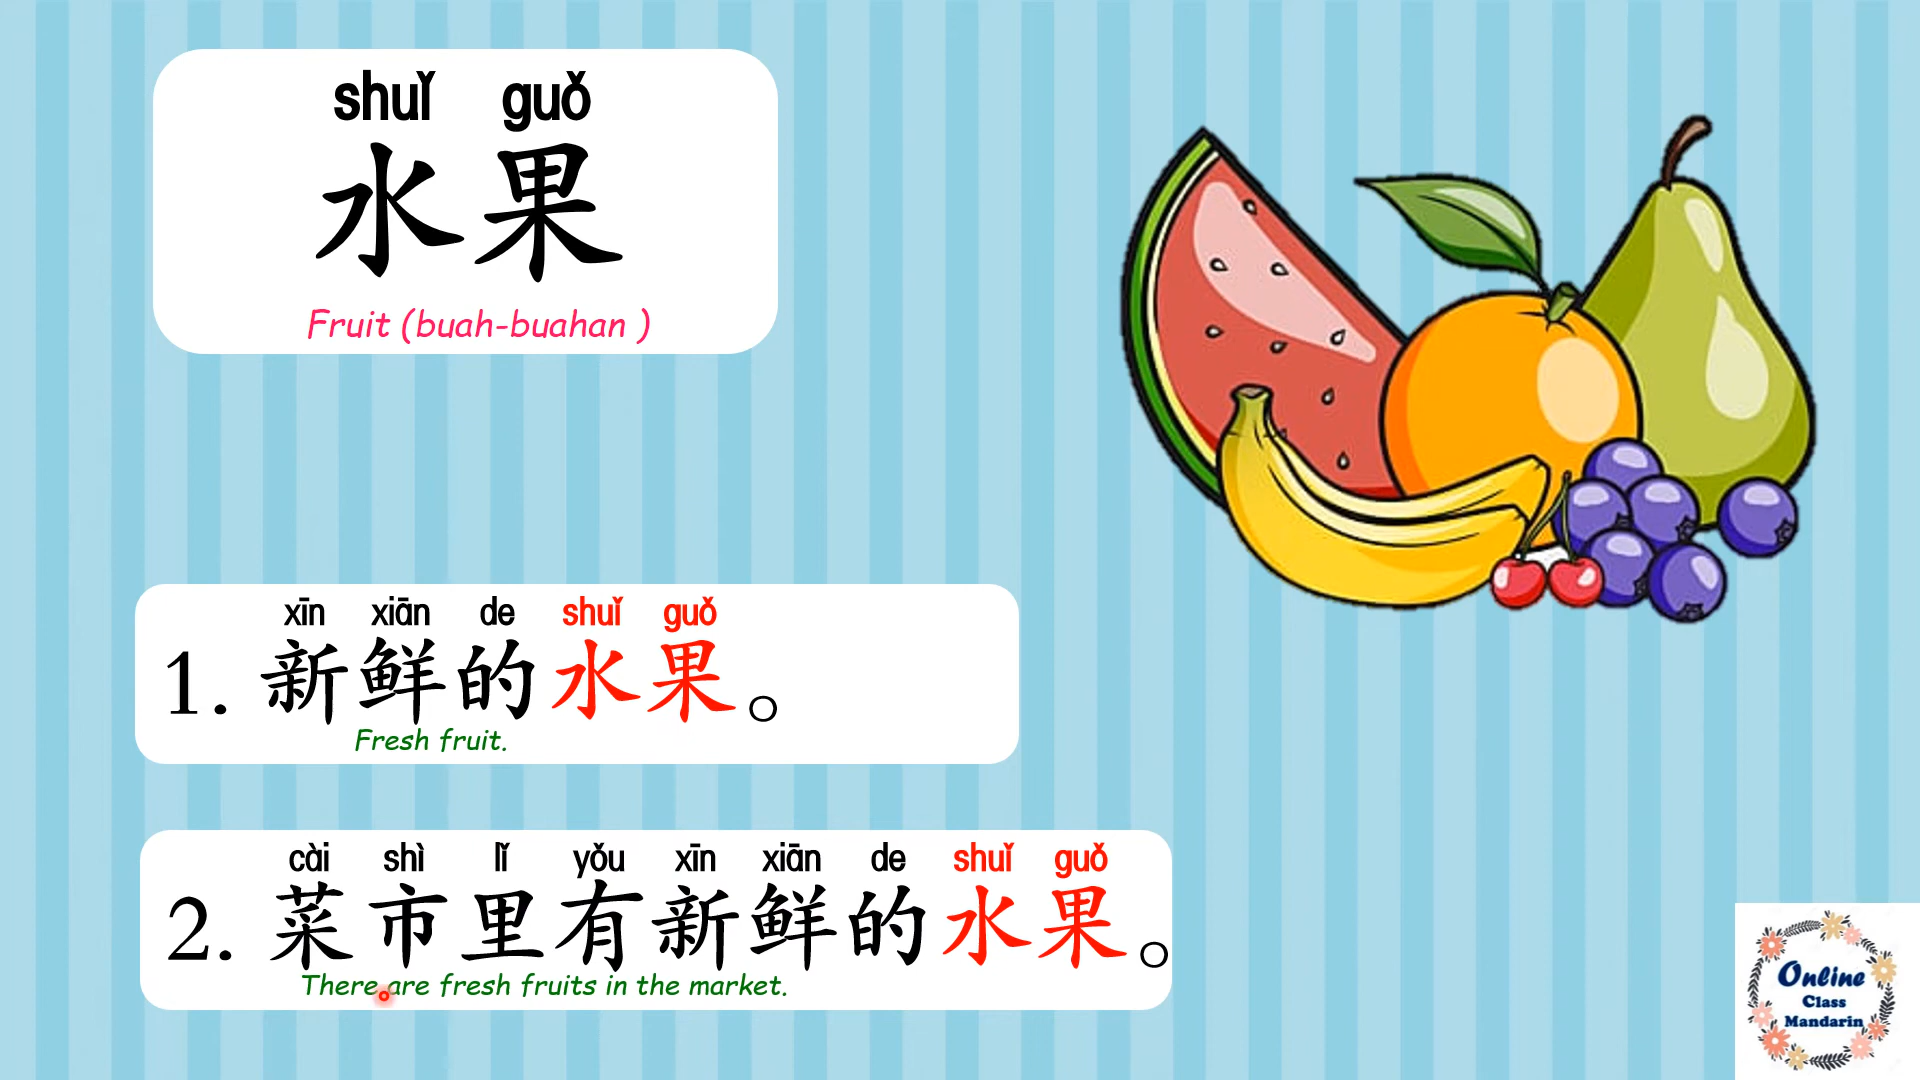 shuǐ guǒ
水果
Fruit (buah-buahan )
xīn xiān de shuǐ guǒ
1. 新鲜的水果。
Fresh fruit.
cài shì lǐ yǒu xīn xiān de shuǐ guǒ
2. 菜市里有新鲜的水果。
There are fresh fruits in the market.
Online
Class
Mandarin